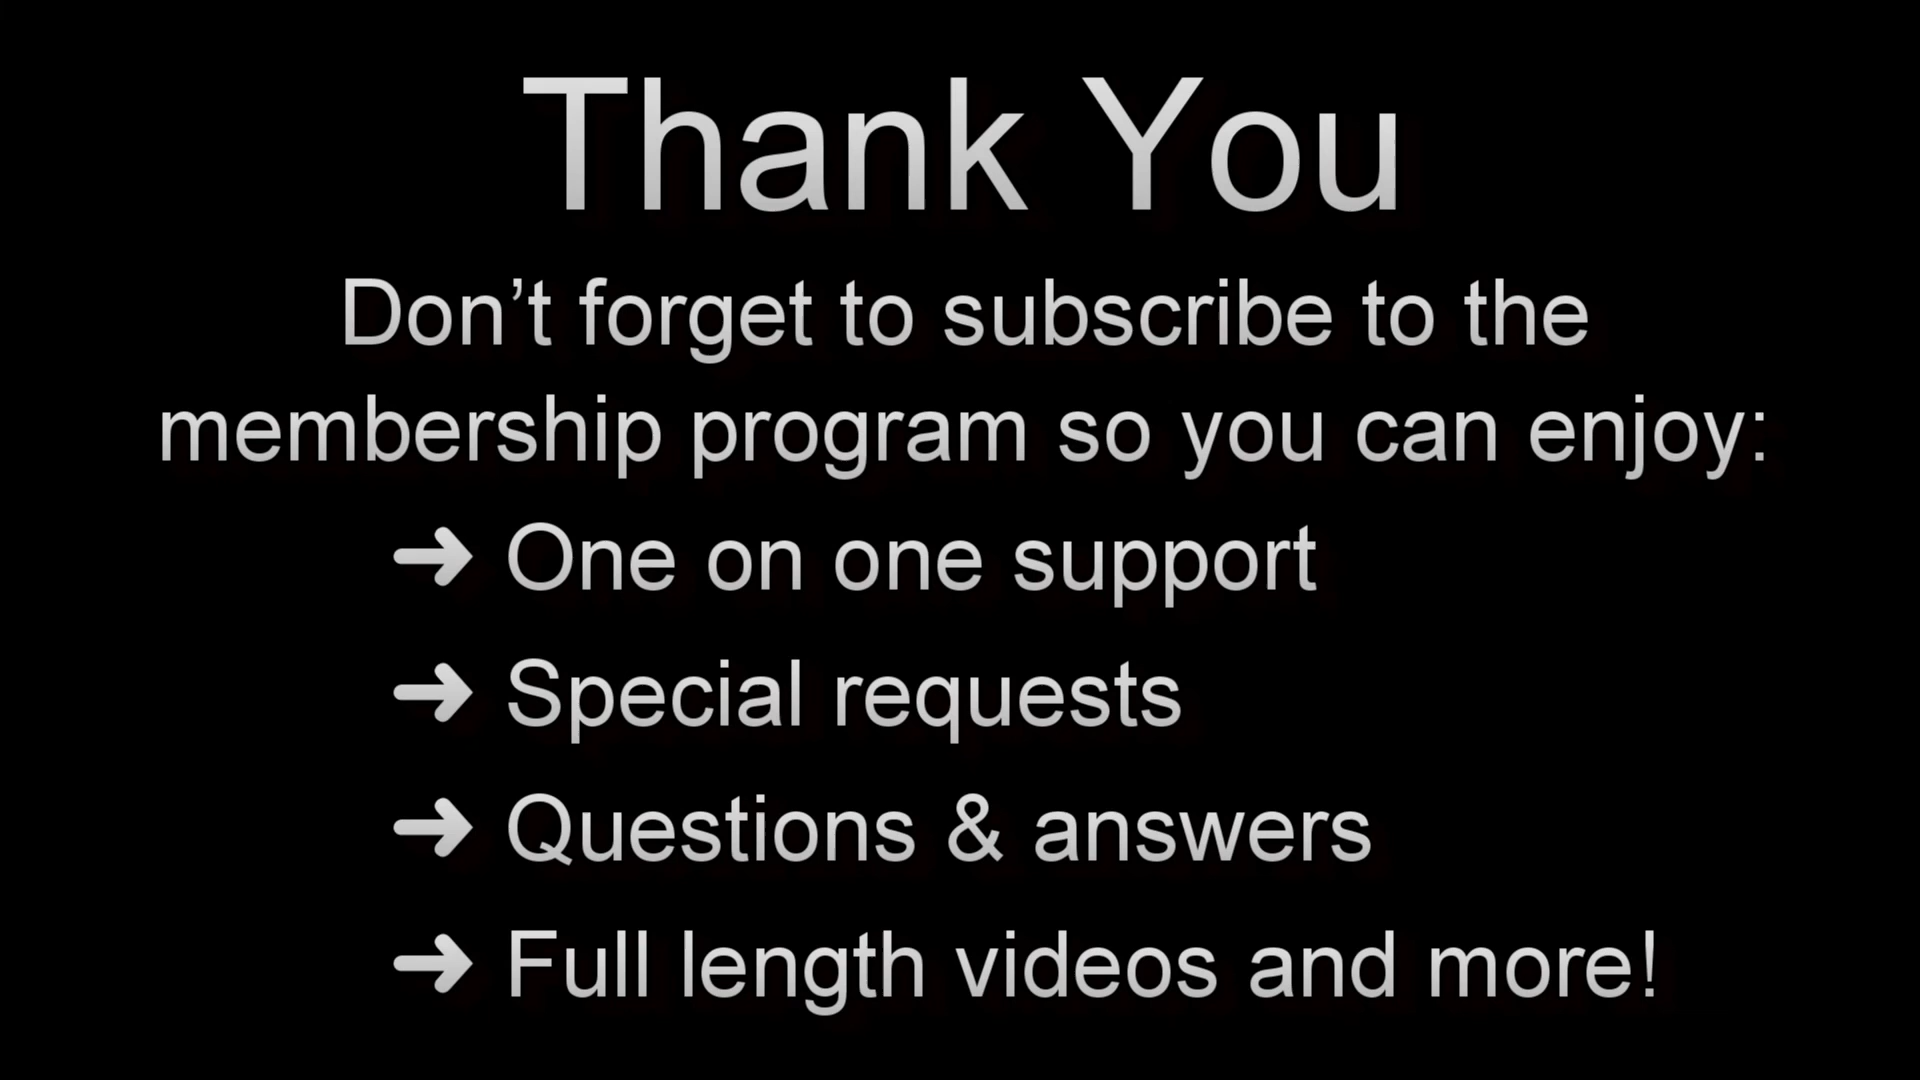 Thank You
Don’t forget to subscribe to the
membership program so you can enjoy:
➜ One on one support
➜ Special requests
➜ Questions & answers
➜ Full length videos and more!